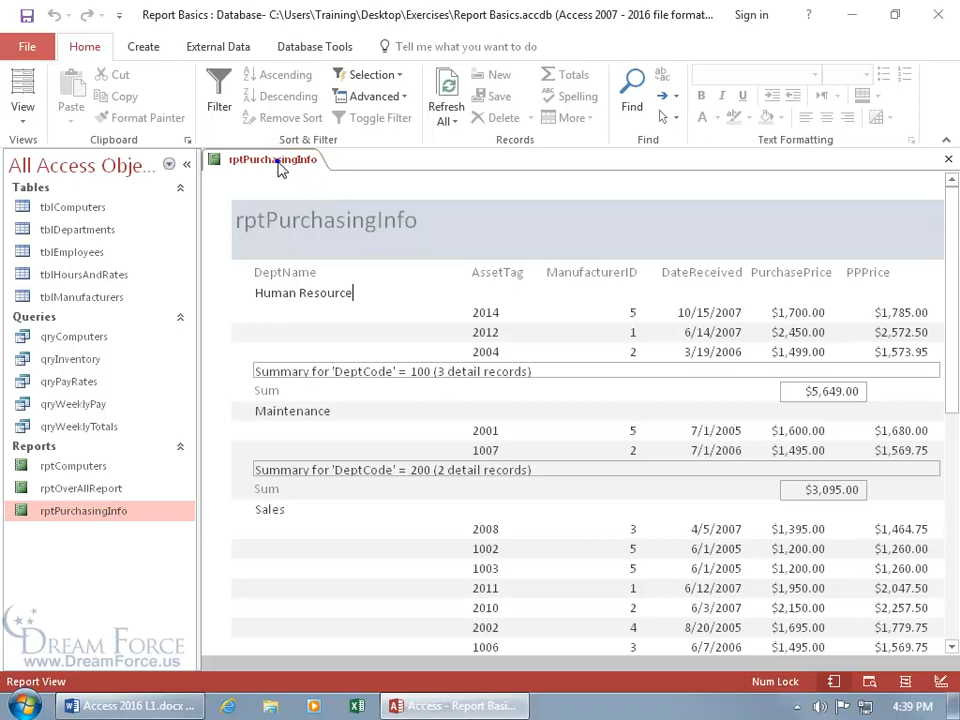 Report Basics : Database- C:\Users\Training\Desktop\Exercises\Report Basics.accdb (Access 2007 - 2016 file format...
Sign in
?
File
Home
Create
External Data
Database Tools
Tell me what you want to do
View
Views
Paste
Cut
Copy
Format Painter
Clipboard
Filter
Ascending
Descending
Remove Sort
Selection
Advanced
Toggle Filter
Sort & Filter
Refresh
All
New
Save
Delete
Totals
Spelling
More
Records
Find
Find
B I U
A
Text Formatting
All Access Obje...
Tables
tblComputers
tblDepartments
tblEmployees
tblHoursAndRates
tblManufacturers
Queries
qryComputers
qryInventory
qryPayRates
qryWeeklyPay
qryWeeklyTotals
Reports
rptComputers
rptOverAllReport
rptPurchasingInfo
DREAM FORCE
www.DreamForce.us
rptPurchasingInfo
rptPurchasingInfo
DeptName AssetTag ManufacturerID DateReceived PurchasePrice PPPrice
Human Resource
2014 5 10/15/2007 $1,700.00 $1,785.00
2012 1 6/14/2007 $2,450.00 $2,572.50
2004 2 3/19/2006 $1,499.00 $1,573.95
Summary for 'DeptCode' = 100 (3 detail records)
Sum $5,649.00
Maintenance
2001 5 7/1/2005 $1,600.00 $1,680.00
1007 2 7/1/2006 $1,495.00 $1,569.75
Summary for 'DeptCode' = 200 (2 detail records)
Sum $3,095.00
Sales
2008 3 4/5/2007 $1,395.00 $1,464.75
1002 5 6/1/2005 $1,200.00 $1,260.00
1003 5 6/1/2005 $1,200.00 $1,260.00
2011 1 6/12/2007 $1,950.00 $2,047.50
2010 2 6/3/2007 $2,150.00 $2,257.50
2002 4 8/20/2005 $1,695.00 $1,779.75
1006 3 6/7/2006 $1,495.00 $1,569.75
Report View
Num Lock
Access 2016 L1.docx ...
Access - Report Basi...
4:39 PM